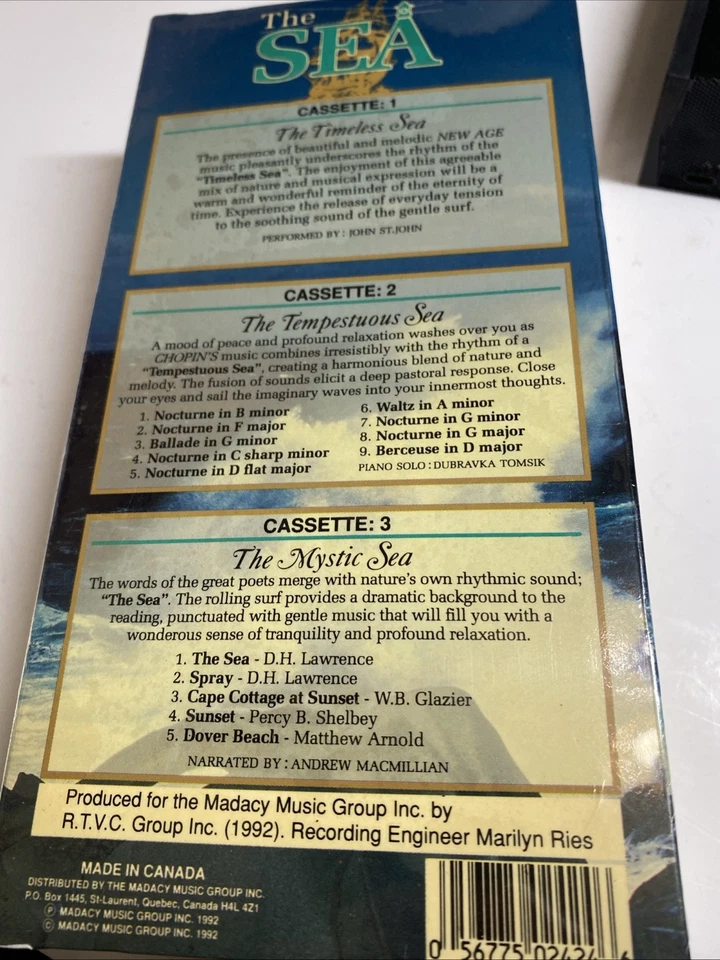 The
SEA
CASSETTE: 1
The Timeless Sea
The presence of beautiful and melodic NEW AGE
music pleasantly underscores the rhythm of the
"Timeless Sea". The enjoyment of this agreeable
mix of nature and musical expression will be a
warm and wonderful reminder of the eternity of
time. Experience the release of everyday tension
to the soothing sound of the gentle surf.
PERFORMED BY: JOHN ST.JOHN
CASSETTE: 2
The Tempestuous Sea
A mood of peace and profound relaxation washes over you as
CHOPIN'S music combines irresistibly with the rhythm of a
"Tempestuous Sea", creating a harmonious blend of nature and
melody. The fusion of sounds elicit a deep pastoral response. Close
your eyes and sail the imaginary waves into your innermost thoughts.
1. Nocturne in B minor
2. Nocturne in F major
3. Ballade in G minor
4. Nocturne in C sharp minor
5. Nocturne in D flat major
6. Waltz in A minor
7. Nocturne in G minor
8. Nocturne in G major
9. Berceuse in D major
PIANO SOLO: DUBRAVKA TOMSIK
CASSETTE: 3
The Mystic Sea
The words of the great poets merge with nature's own rhythmic sound;
"The Sea". The rolling surf provides a dramatic background to the
reading, punctuated with gentle music that will fill you with a
wonderous sense of tranquility and profound relaxation.
1. The Sea - D.H. Lawrence
2. Spray - D.H. Lawrence
3. Cape Cottage at Sunset - W.B. Glazier
4. Sunset - Percy B. Shelbey
5. Dover Beach - Matthew Arnold
NARRATED BY: ANDREW MACMILLIAN
Produced for the Madacy Music Group Inc. by
R.T.V.C. Group Inc. (1992). Recording Engineer Marilyn Ries
MADE IN CANADA
DISTRIBUTED BY THE MADACY MUSIC GROUP INC.
P.O. Box 1445, St-Laurent, Quebec, Canada H4L 4Z1
Ⓟ MADACY MUSIC GROUP INC. 1992
© MADACY MUSIC GROUP INC. 1992
0 56775 02424 6